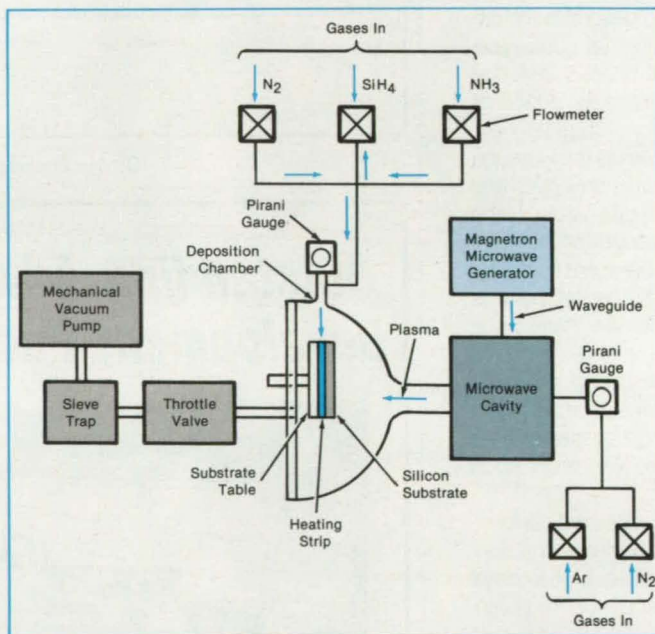 Gases In
N2
SiH4
NH3
Flowmeter
Pirani
Gauge
Deposition
Chamber
Magnetron
Microwave
Generator
Mechanical
Vacuum
Pump
Waveguide
Plasma
Pirani
Gauge
Sieve
Trap
Throttle
Valve
Microwave
Cavity
Substrate
Table
Silicon
Substrate
Heating
Strip
Ar
N2
Gases In